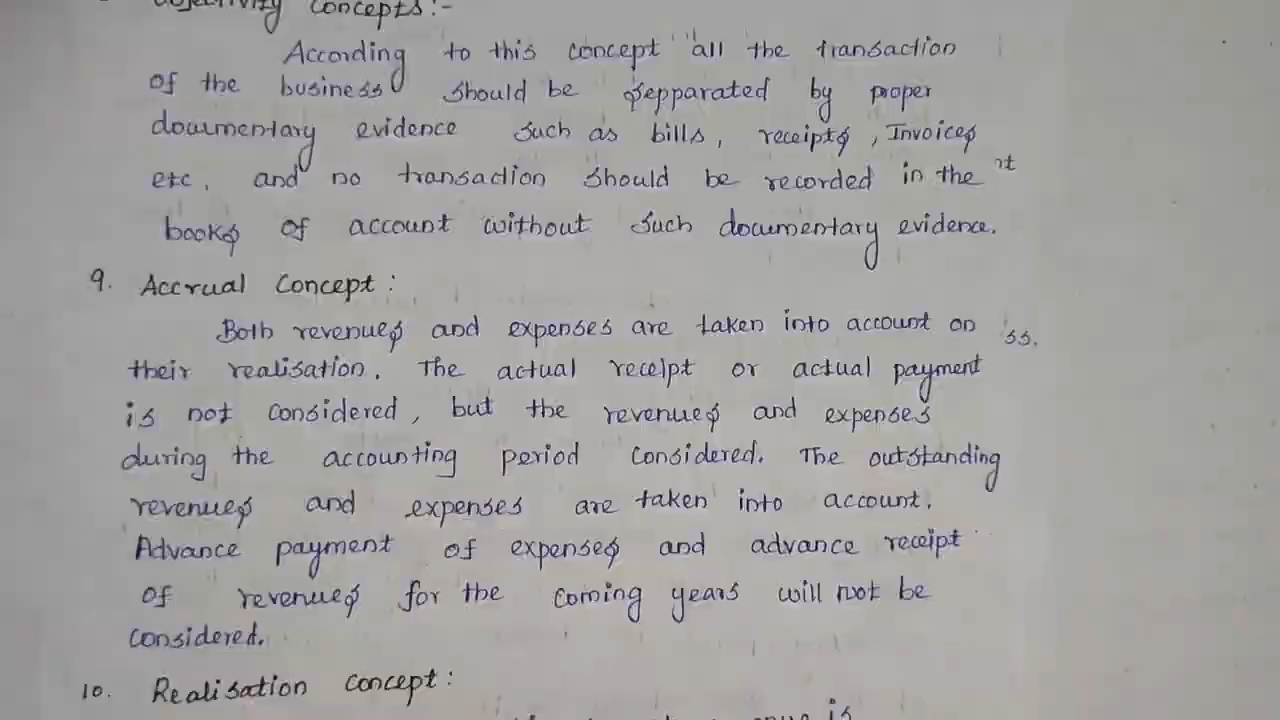 Objectivity Concepts:-
According to this concept all the transaction
of the business should be sepparated by proper
documentary evidence such as bills, receipts, Invoices
etc. and no transaction should be recorded in the
books of account without such documentary evidence.
9. Accrual Concept:
Both revenues and expenses are taken into account on
their realisation. The actual receipt or actual payment
is not considered, but the revenues and expenses
during the accounting period considered. The outstanding
revenues and expenses are taken into account.
Advance payment of expenses and advance receipt
of revenues for the coming years will not be
considered.
10. Realisation concept:
is